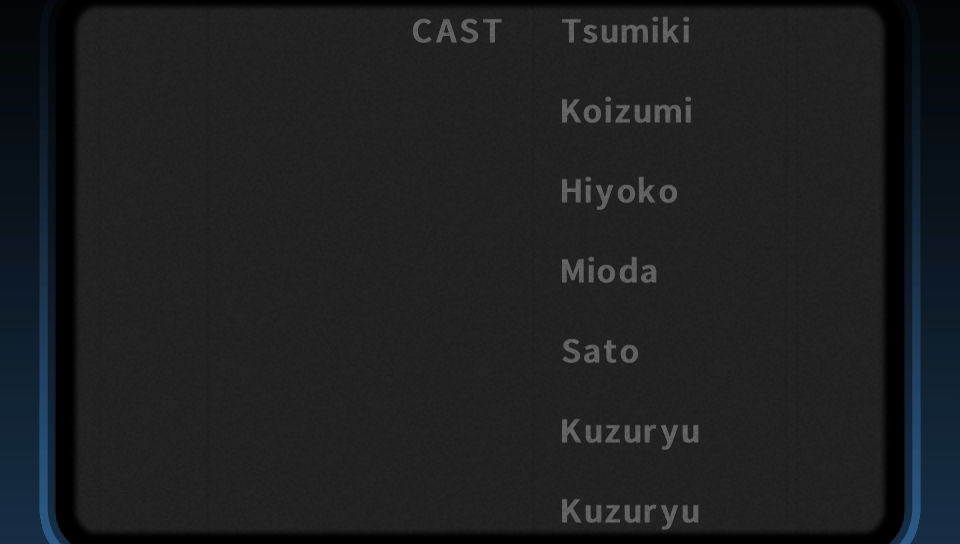 CAST Tsumiki
Koizumi
Hiyoko
Mioda
Sato
Kuzuryu
Kuzuryu